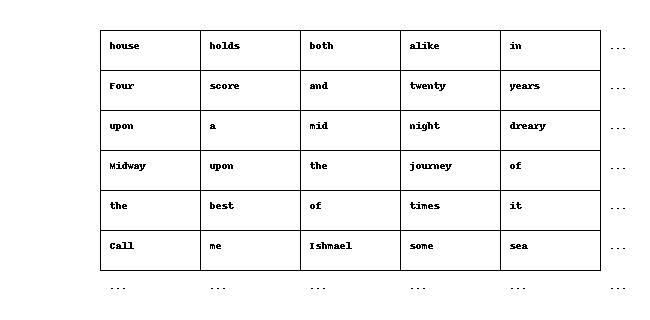 house holds both alike in ...
Four score and twenty years ...
upon a mid night dreary ...
Midway upon the journey of ...
the best of times it ...
Call me Ishmael some sea ...
... ... ... ... ... ...